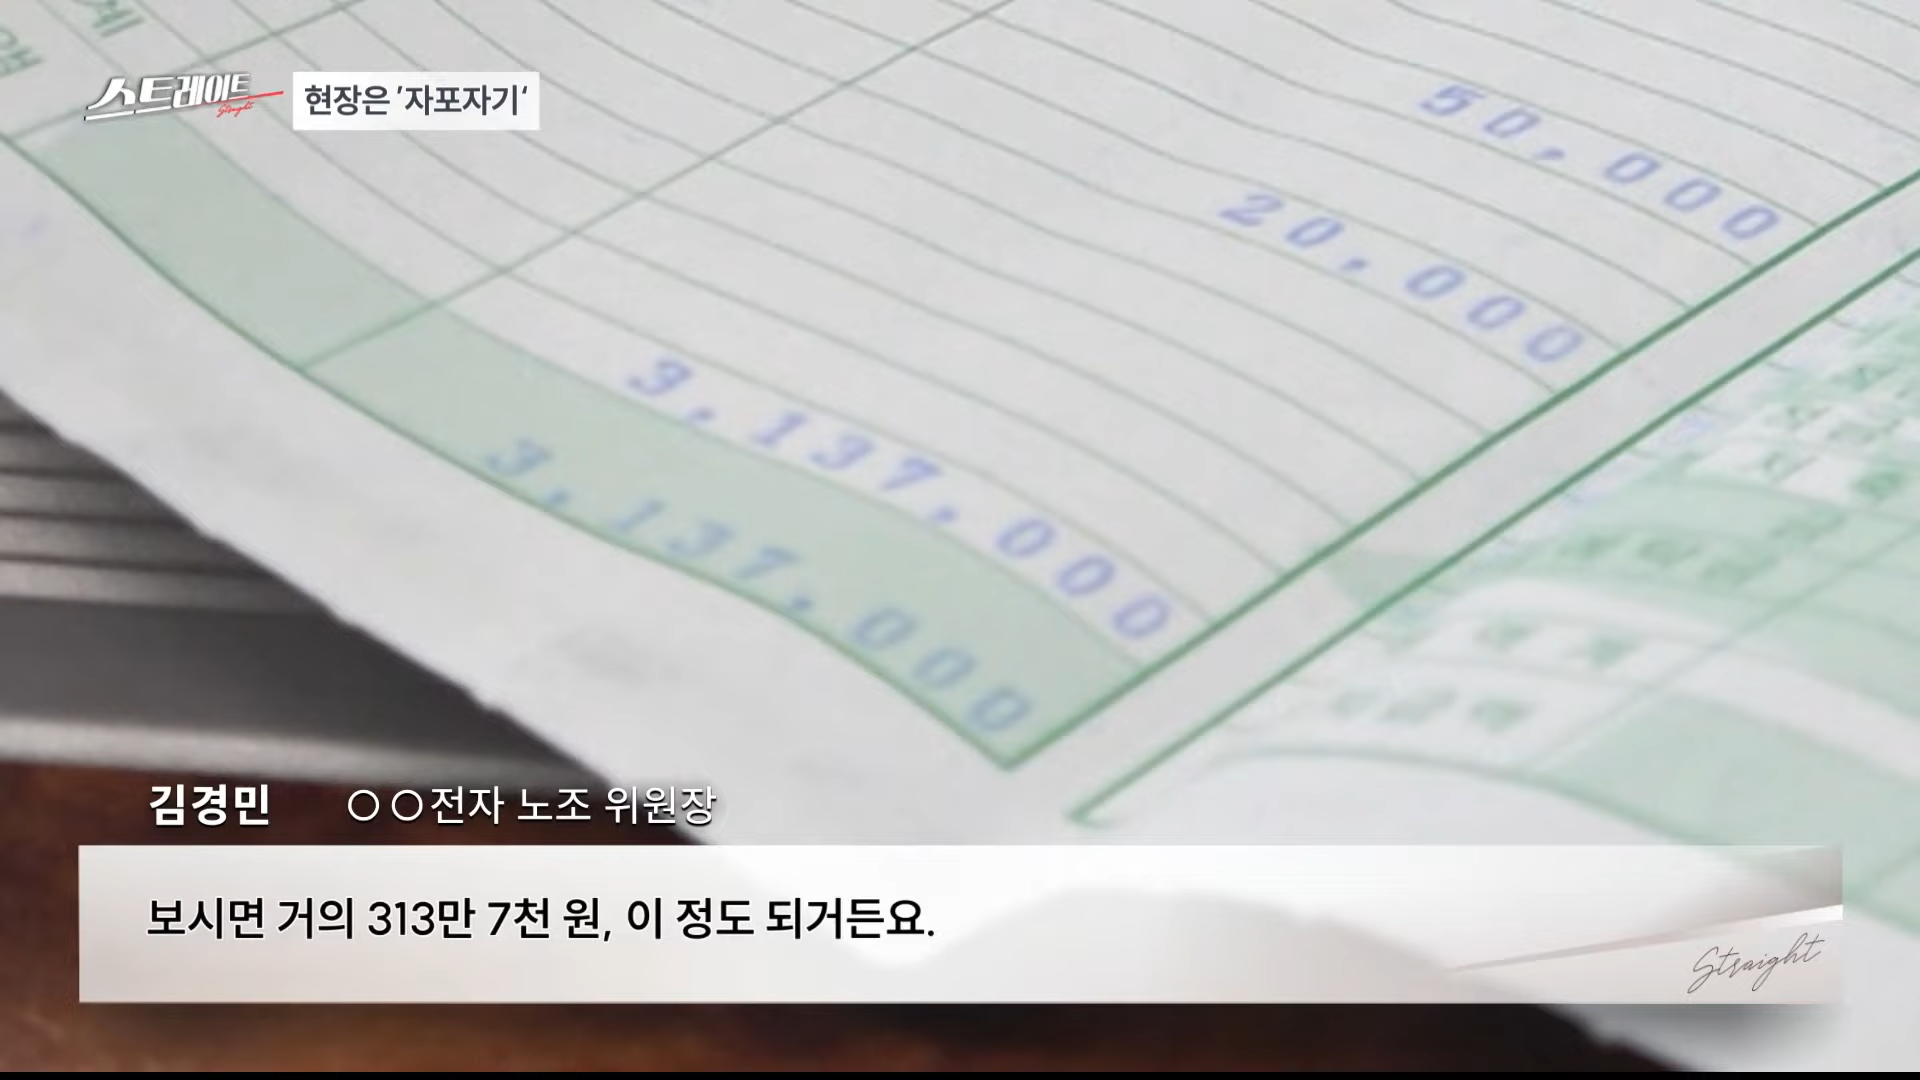 스트레이트
Straight
현장은 '자포자기'
50,000
20,000
3,137,000
3,137,000
김경민 ○○전자 노조 위원장
보시면 거의 313만 7천 원, 이 정도 되거든요.
Straight